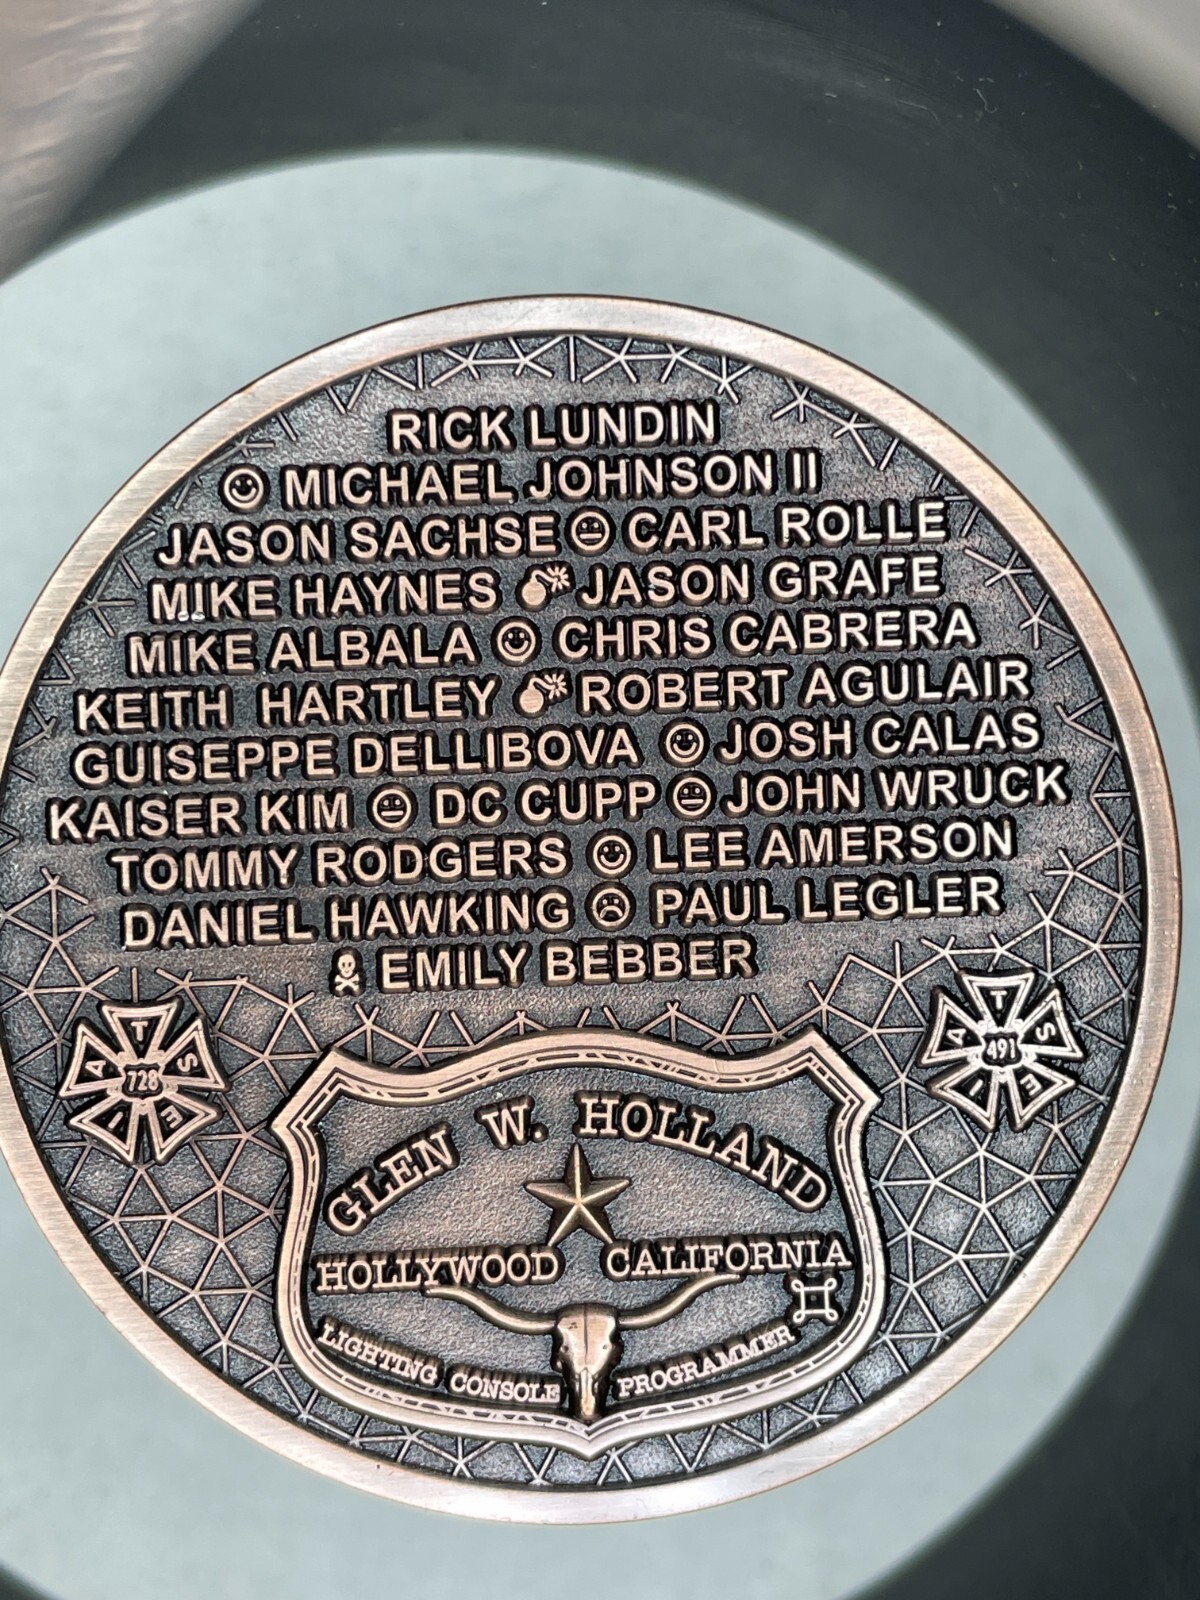 RICK LUNDIN
MICHAEL JOHNSON II
JASON SACHSE CARL ROLLE
MIKE HAYNES JASON GRAFE
MIKE ALBALA CHRIS CABRERA
KEITH HARTLEY ROBERT AGULAIR
GUISEPPE DELLIBOVA JOSH CALAS
KAISER KIM DC CUPP JOHN WRUCK
TOMMY RODGERS LEE AMERSON
DANIEL HAWKING PAUL LEGLER
EMILY BEBBER
IATSE 728
IATSE 491
GLEN W. HOLLAND
HOLLYWOOD CALIFORNIA
LIGHTING CONSOLE PROGRAMMER